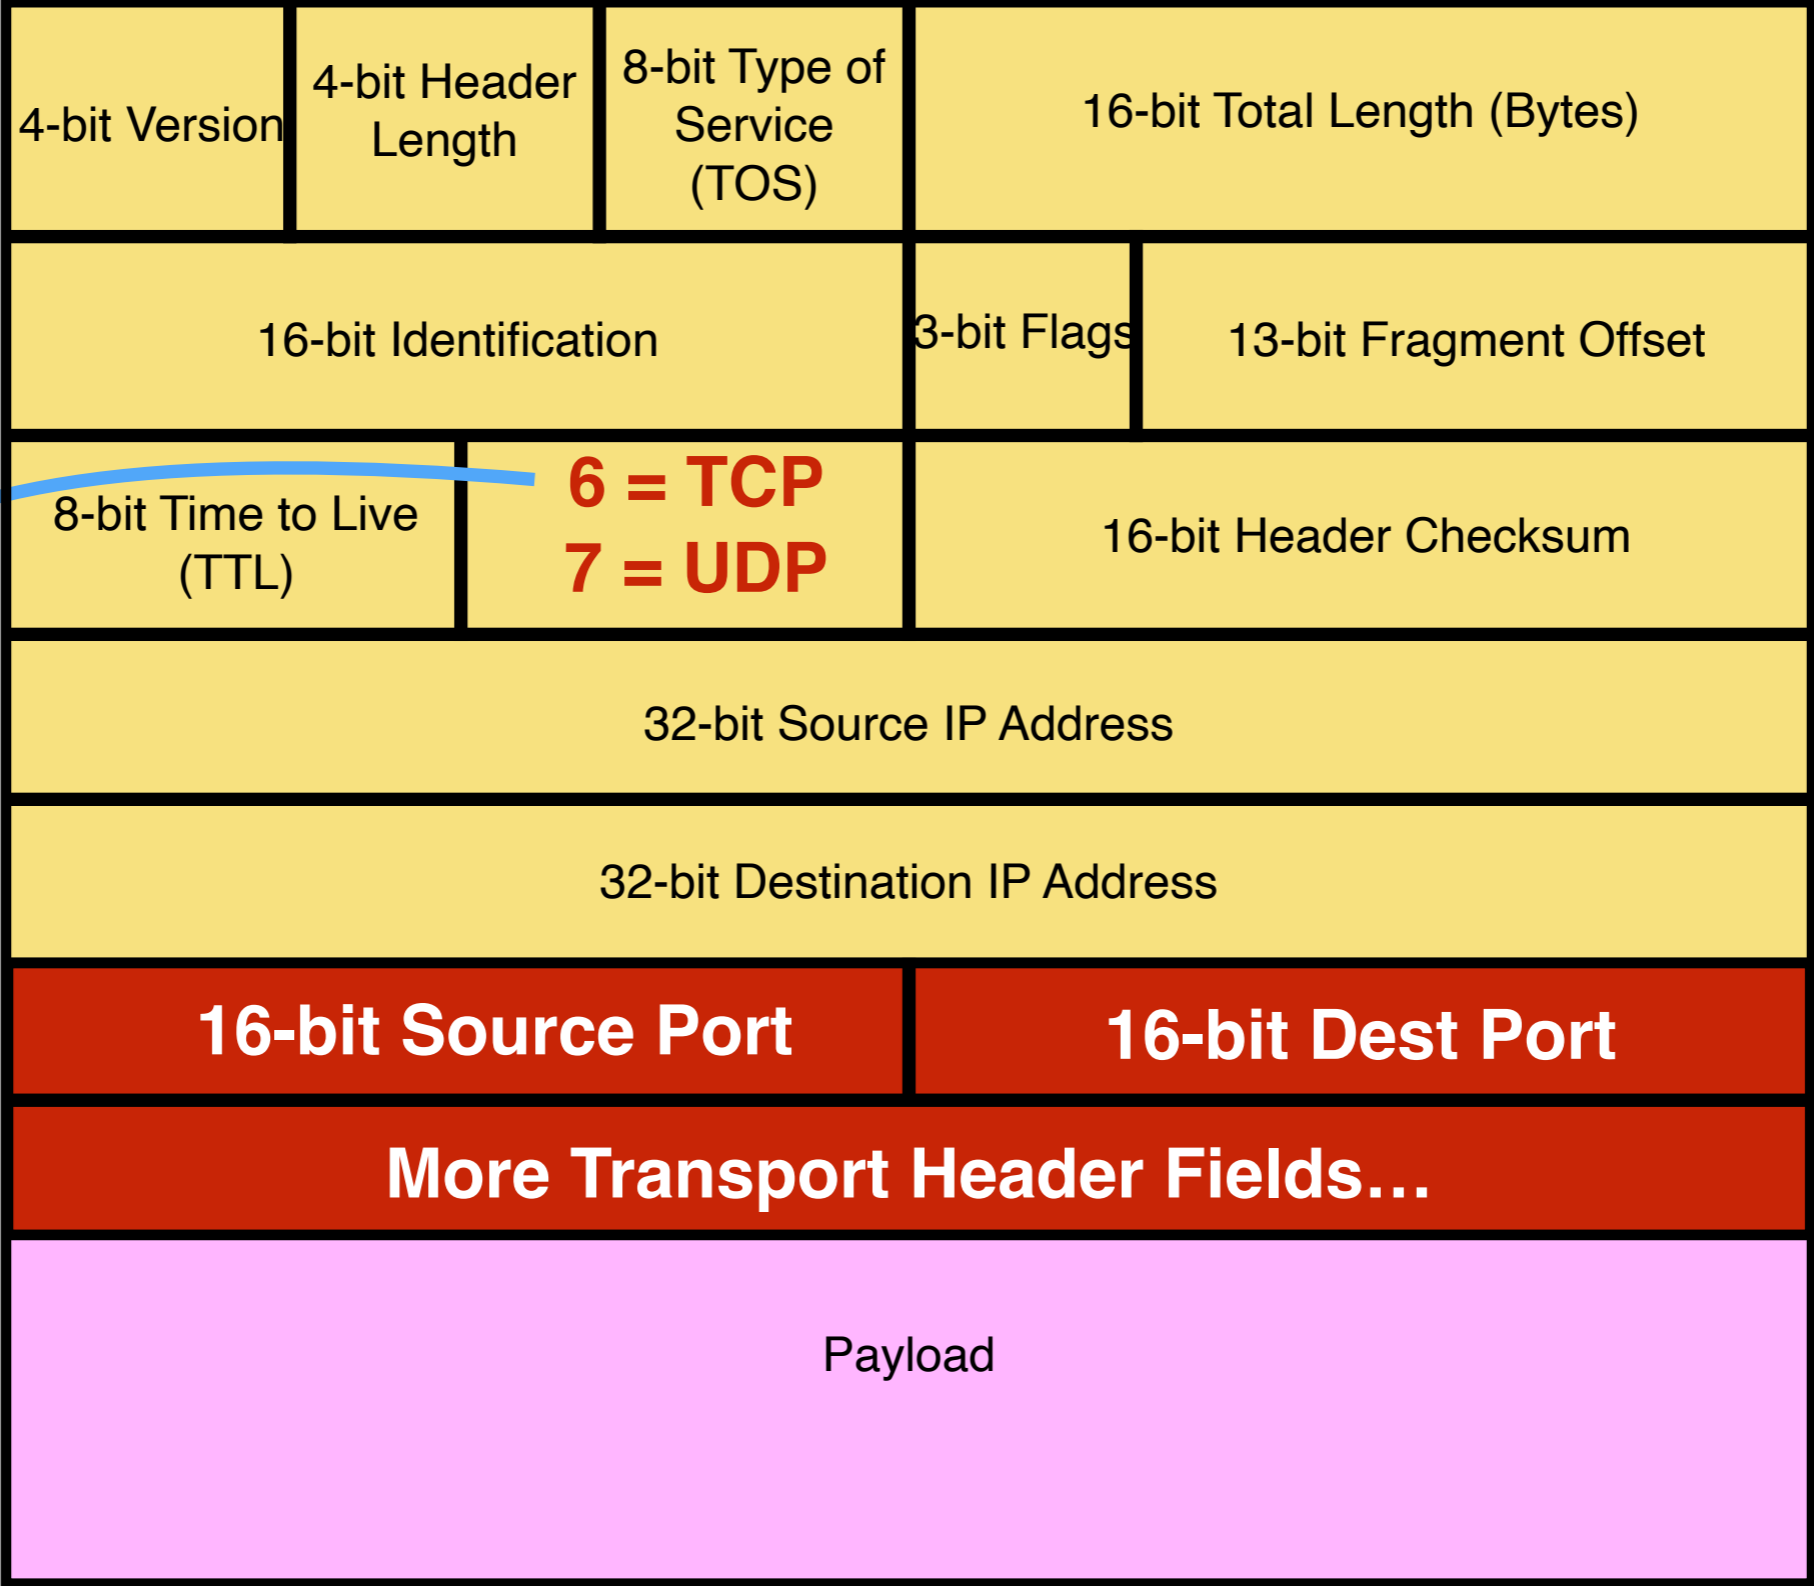 4-bit Version
4-bit Header
Length
8-bit Type of
Service
(TOS)
16-bit Total Length (Bytes)
16-bit Identification
3-bit Flags
13-bit Fragment Offset
8-bit Time to Live
(TTL)
6 = TCP
7 = UDP
16-bit Header Checksum
32-bit Source IP Address
32-bit Destination IP Address
16-bit Source Port
16-bit Dest Port
More Transport Header Fields…
Payload